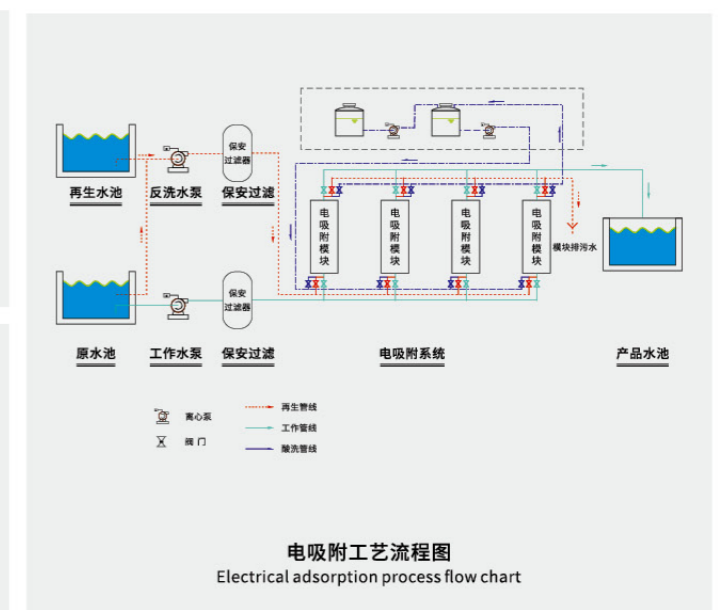 保安
过滤器
再生水池 反洗水泵 保安过滤
电吸附模块 电吸附模块 电吸附模块 电吸附模块
模块排污水
保安
过滤器
原水池 工作水泵 保安过滤 电吸附系统 产品水池
离心泵 再生管线
阀门 工作管线
酸洗管线
电吸附工艺流程图
Electrical adsorption process flow chart